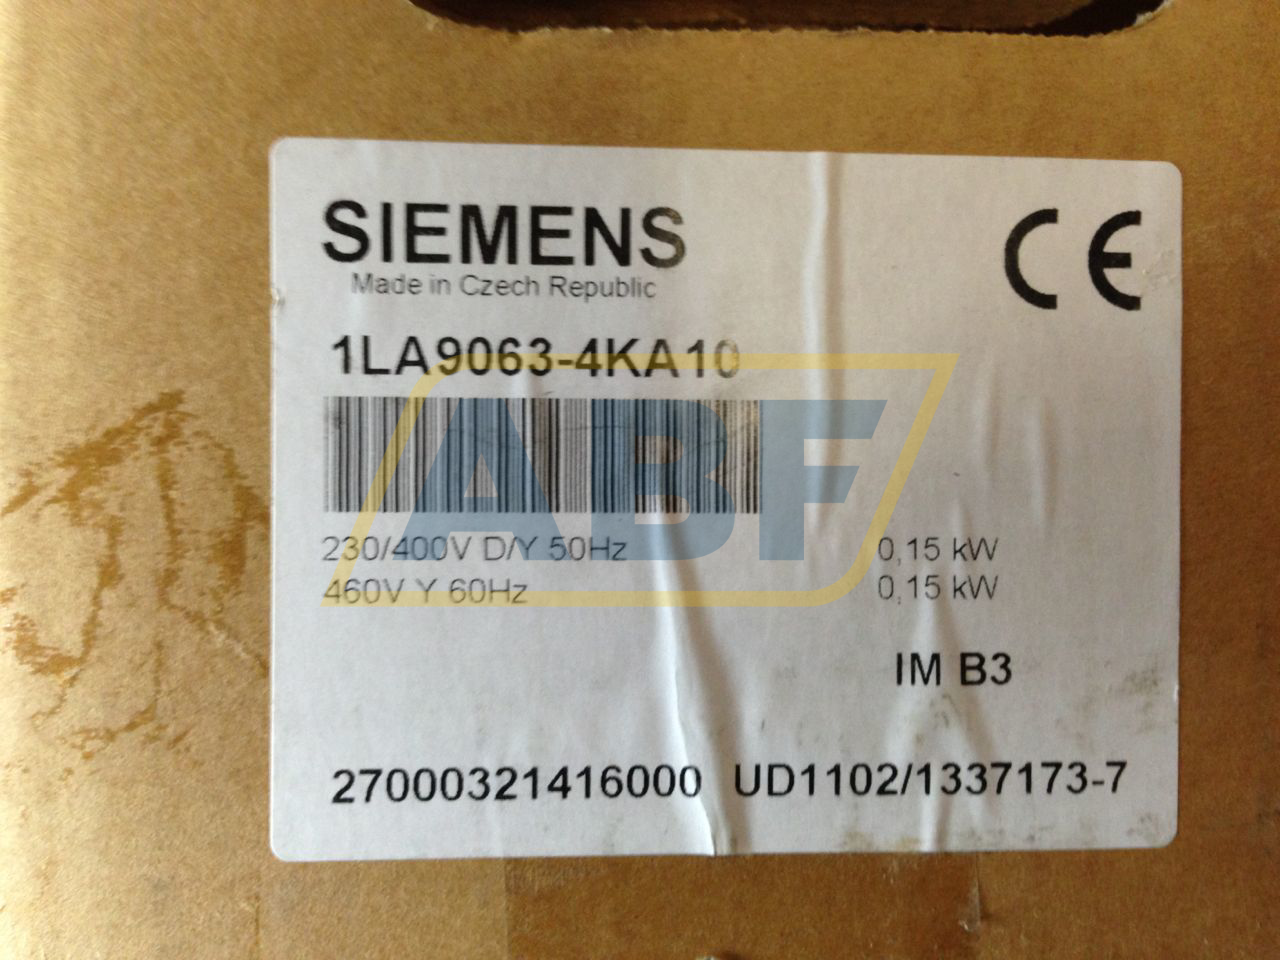 SIEMENS
CE
Made in Czech Republic
1LA9063-4KA10
ABF
230/400V D/Y 50Hz 0,15 kW
460V Y 60Hz 0,15 kW
IM B3
27000321416000 UD1102/1337173-7